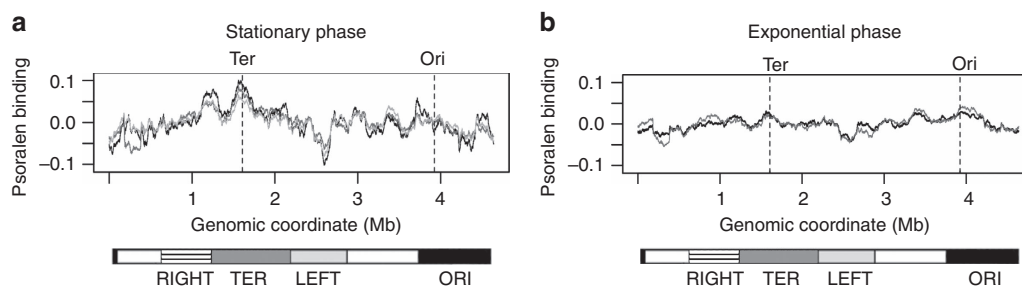 a
Stationary phase
Ter
Ori
Psoralen binding
0.1
0.0
−0.1
1
2
3
4
Genomic coordinate (Mb)
RIGHT
TER
LEFT
ORI
b
Exponential phase
Ter
Ori
Psoralen binding
0.1
0.0
−0.1
1
2
3
4
Genomic coordinate (Mb)
RIGHT
TER
LEFT
ORI